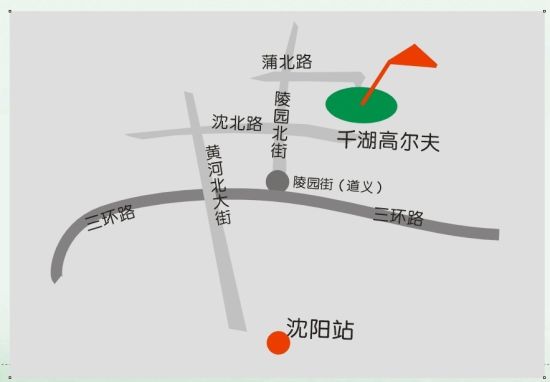 蒲北路
陵园北街
沈北路
千湖高尔夫
黄河北大街
陵园街（道义）
三环路
三环路
沈阳站